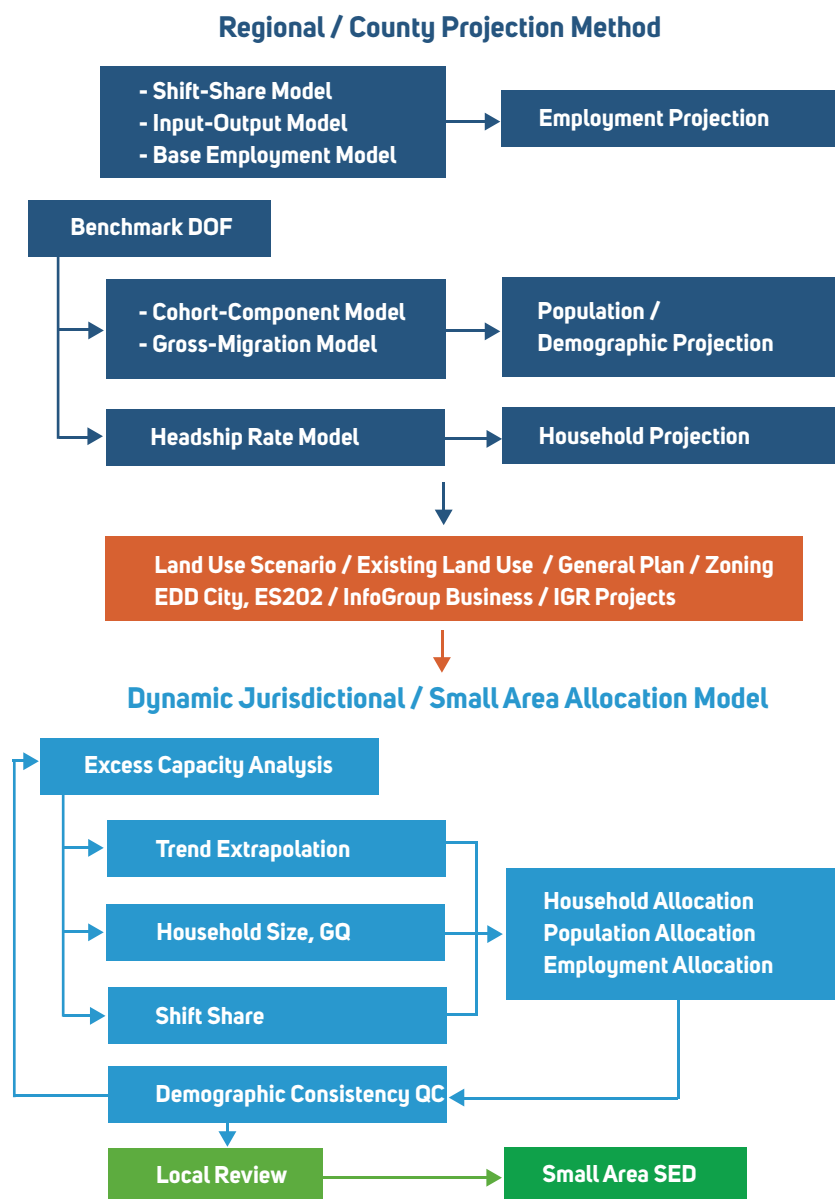 Regional / County Projection Method
- Shift-Share Model
- Input-Output Model
- Base Employment Model
Employment Projection
Benchmark DOF
- Cohort-Component Model
- Gross-Migration Model
Population /
Demographic Projection
Headship Rate Model
Household Projection
Land Use Scenario / Existing Land Use / General Plan / Zoning
EDD City, ES202 / InfoGroup Business / IGR Projects
Dynamic Jurisdictional / Small Area Allocation Model
Excess Capacity Analysis
Trend Extrapolation
Household Size, GQ
Shift Share
Household Allocation
Population Allocation
Employment Allocation
Demographic Consistency QC
Local Review
Small Area SED